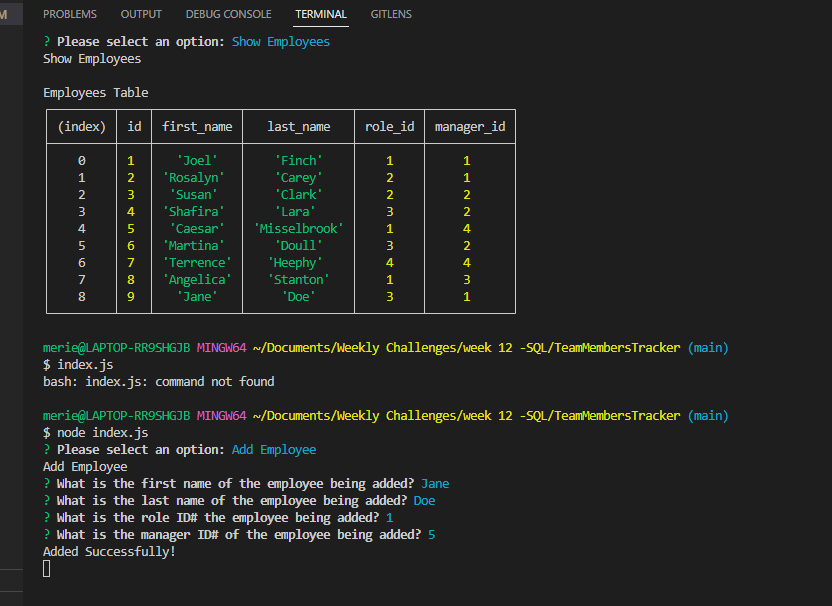 M PROBLEMS OUTPUT DEBUG CONSOLE TERMINAL GITLENS
? Please select an option: Show Employees
Show Employees
Employees Table
(index) id first_name last_name role_id manager_id
0 1 'Joel' 'Finch' 1 1
1 2 'Rosalyn' 'Carey' 2 1
2 3 'Susan' 'Clark' 2 2
3 4 'Shafira' 'Lara' 3 2
4 5 'Caesar' 'Misselbrook' 1 4
5 6 'Martina' 'Doull' 3 2
6 7 'Terrence' 'Heephy' 4 4
7 8 'Angelica' 'Stanton' 1 3
8 9 'Jane' 'Doe' 3 1
merie@LAPTOP-RR9SHGJB MINGW64 ~/Documents/Weekly Challenges/week 12 -SQL/TeamMembersTracker (main)
$ index.js
bash: index.js: command not found
merie@LAPTOP-RR9SHGJB MINGW64 ~/Documents/Weekly Challenges/week 12 -SQL/TeamMembersTracker (main)
$ node index.js
? Please select an option: Add Employee
Add Employee
? What is the first name of the employee being added? Jane
? What is the last name of the employee being added? Doe
? What is the role ID# the employee being added? 1
? What is the manager ID# of the employee being added? 5
Added Successfully!